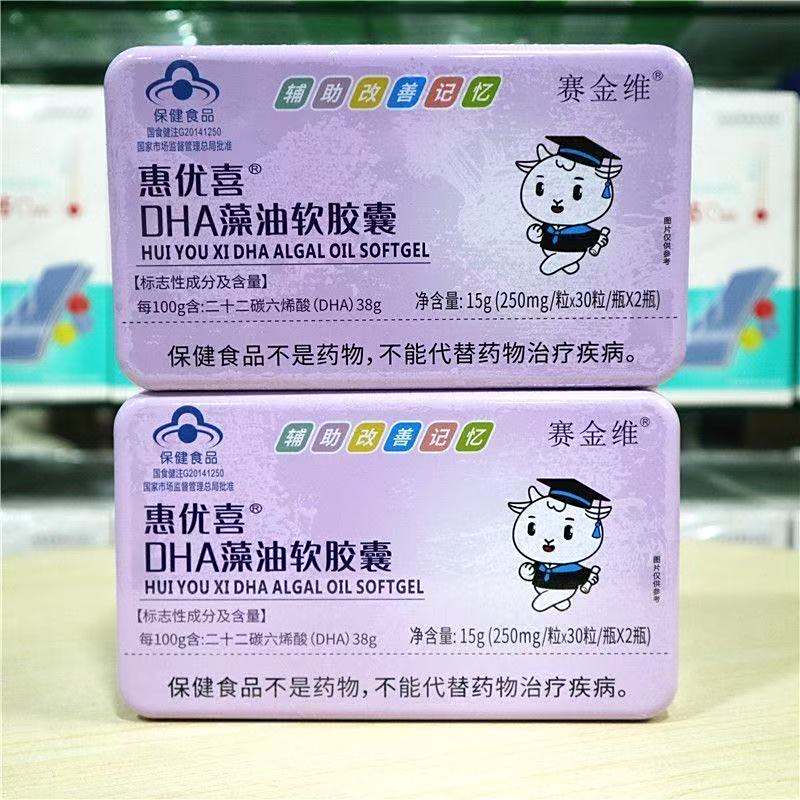 保健食品
国食健注G20141250
国家市场监督管理总局批准
辅助改善记忆
赛金维®
惠优喜®
DHA藻油软胶囊
HUI YOU XI DHA ALGAL OIL SOFTGEL
【标志性成分及含量】
每100g含:二十二碳六烯酸(DHA)38g
净含量: 15g (250mg/粒x30粒/瓶X2瓶)
图片仅供参考
保健食品不是药物,不能代替药物治疗疾病。
保健食品
国食健注G20141250
国家市场监督管理总局批准
辅助改善记忆
赛金维®
惠优喜®
DHA藻油软胶囊
HUI YOU XI DHA ALGAL OIL SOFTGEL
【标志性成分及含量】
每100g含:二十二碳六烯酸(DHA)38g
净含量: 15g (250mg/粒x30粒/瓶X2瓶)
图片仅供参考
保健食品不是药物,不能代替药物治疗疾病。